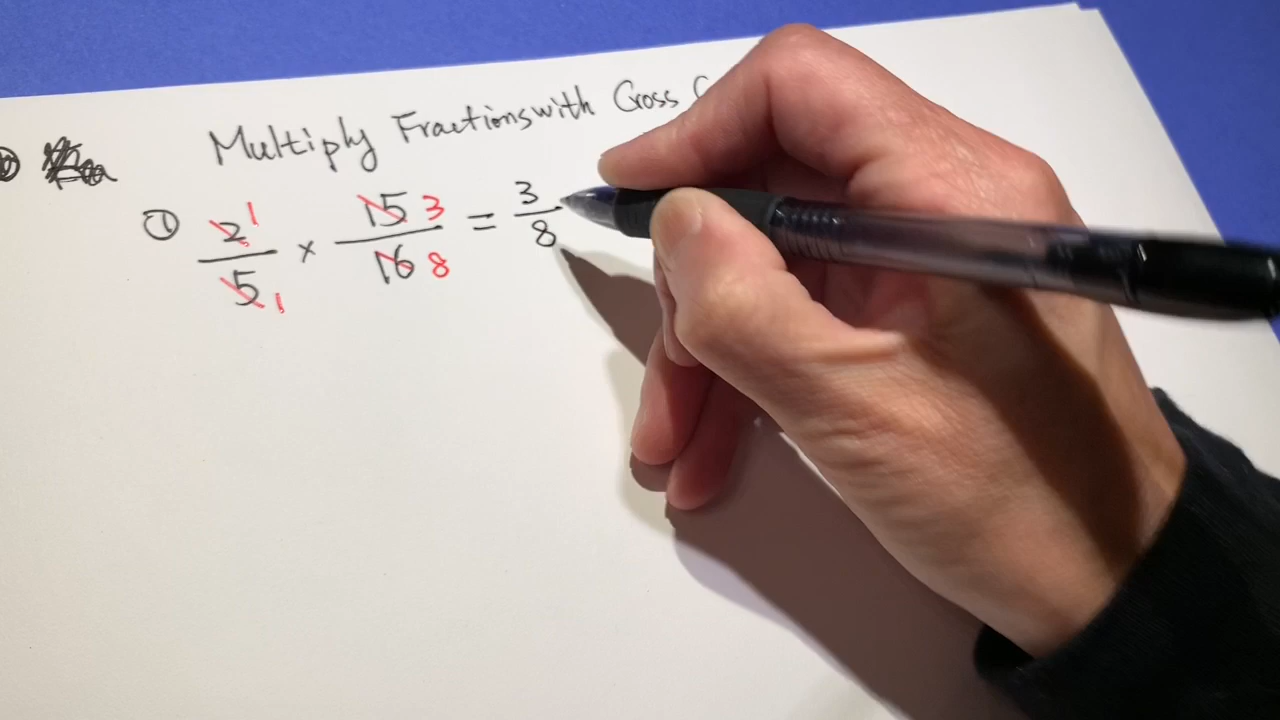 Multiply Fractions with Cross
① 2 1 / 5 1 × 15 3 / 16 8 = 3 / 8